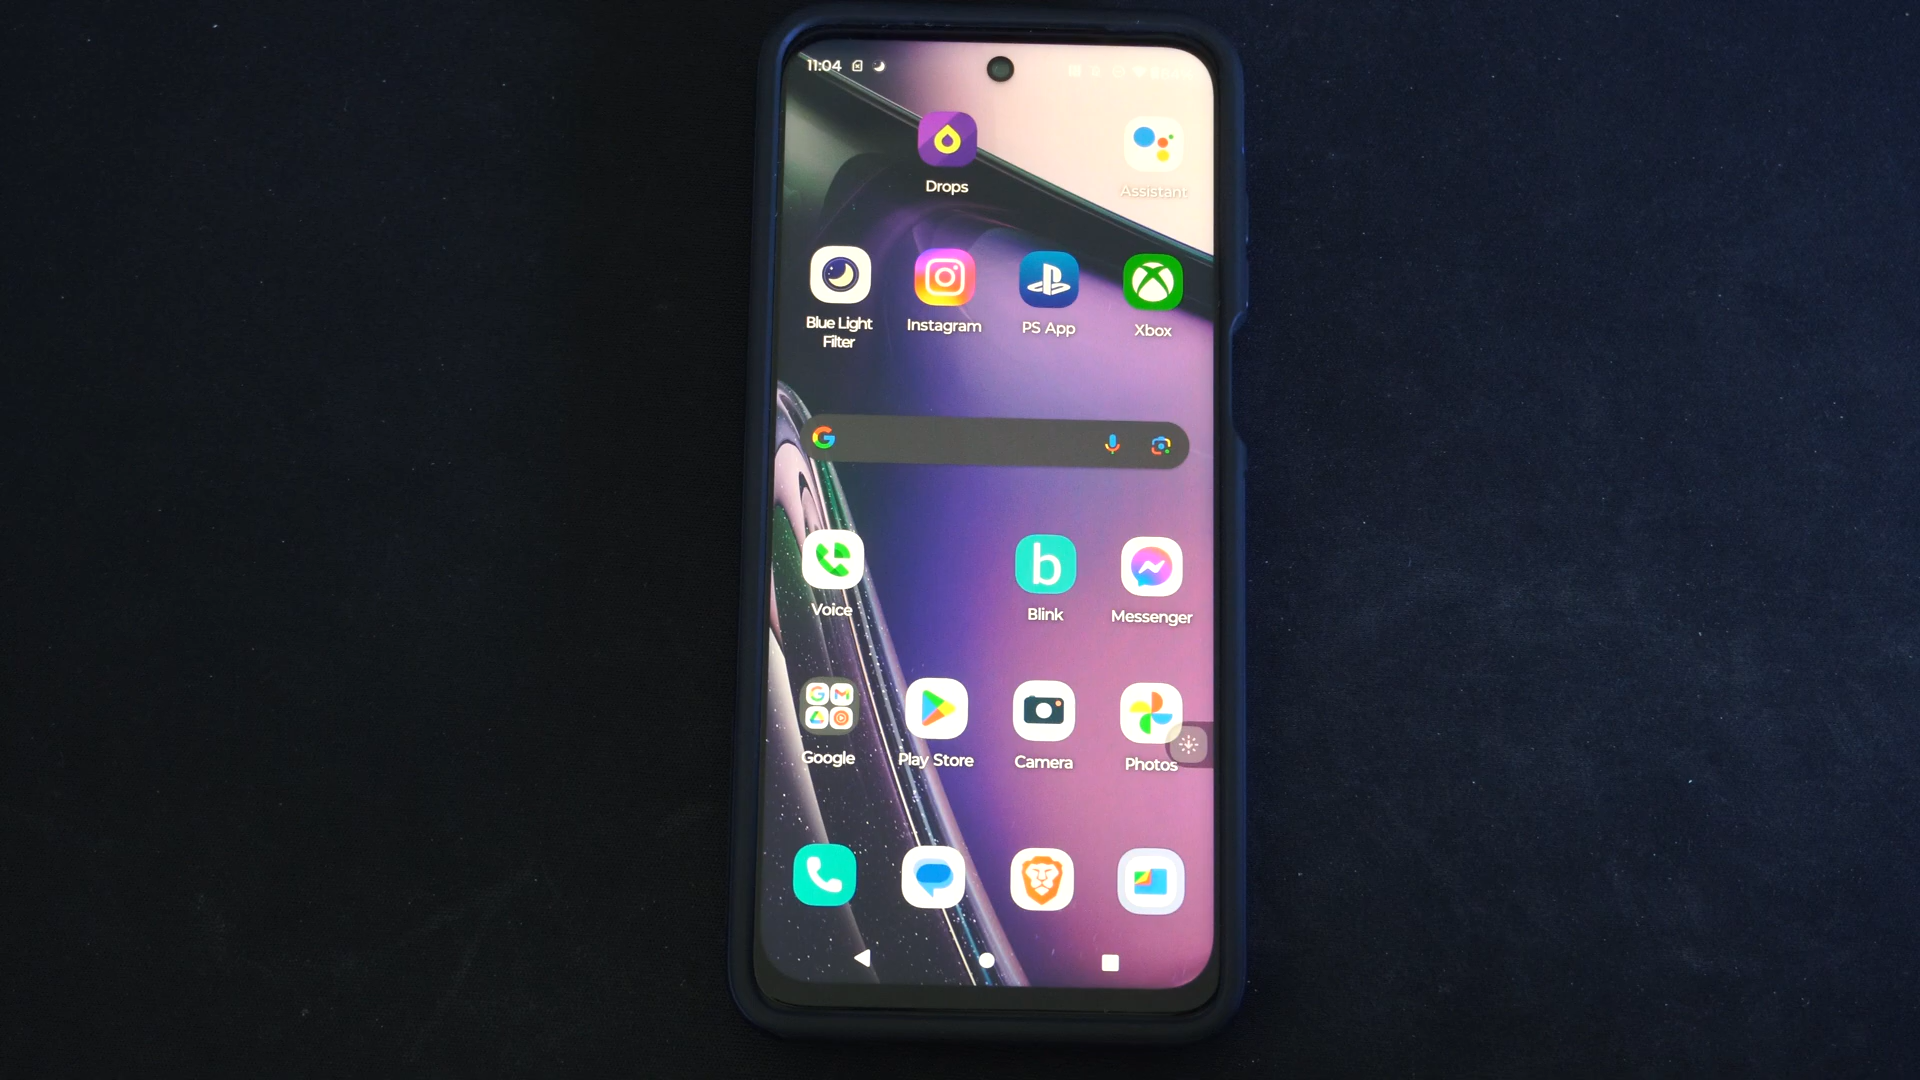 11:04
Drops
Assistant
Blue Light
Filter
Instagram
PS App
Xbox
Voice
b
Blink
Messenger
Google
Play Store
Camera
Photos